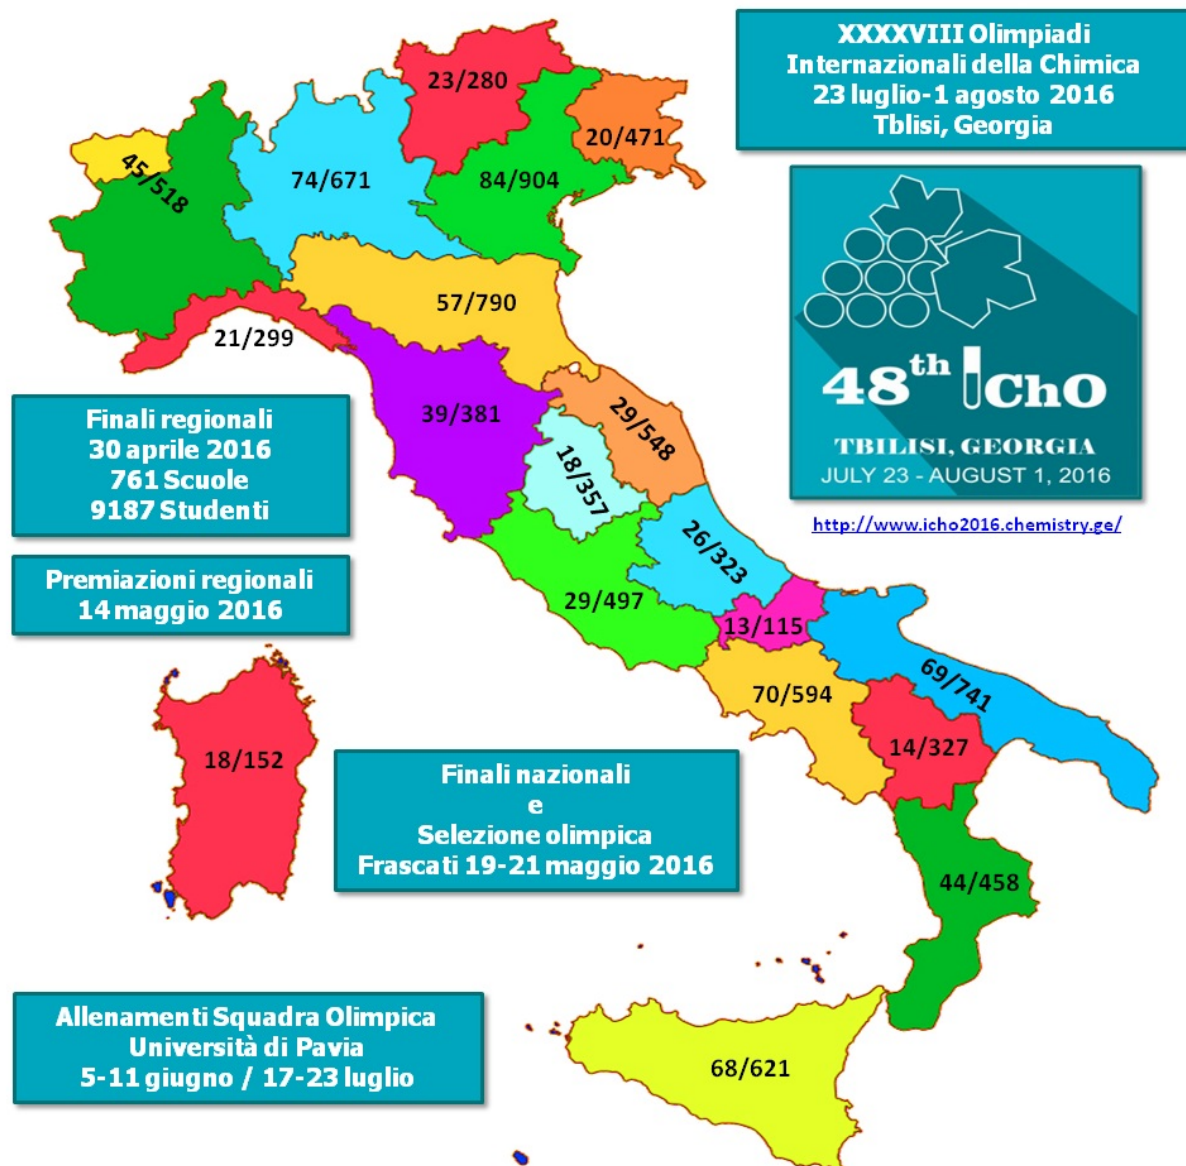 XXXXVIII Olimpiadi
Internazionali della Chimica
23 luglio-1 agosto 2016
Tblisi, Georgia
23/280
20/471
45/518
74/671
84/904
57/790
21/299
48th IChO
TBILISI, GEORGIA
JULY 23 - AUGUST 1, 2016
http://www.icho2016.chemistry.ge/
Finali regionali
30 aprile 2016
761 Scuole
9187 Studenti
39/381
29/548
18/357
26/323
Premiazioni regionali
14 maggio 2016
29/497
13/115
69/741
70/594
14/327
18/152
Finali nazionali
e
Selezione olimpica
Frascati 19-21 maggio 2016
44/458
Allenamenti Squadra Olimpica
Università di Pavia
5-11 giugno / 17-23 luglio
68/621